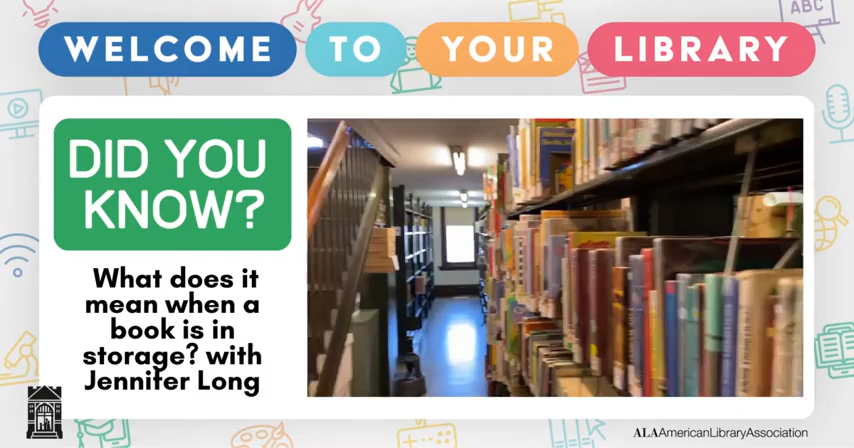 WELCOME TO YOUR LIBRARY
ABC
DID YOU
KNOW?
What does it
mean when a
book is in
storage? with
Jennifer Long
ALAAmericanLibraryAssociation